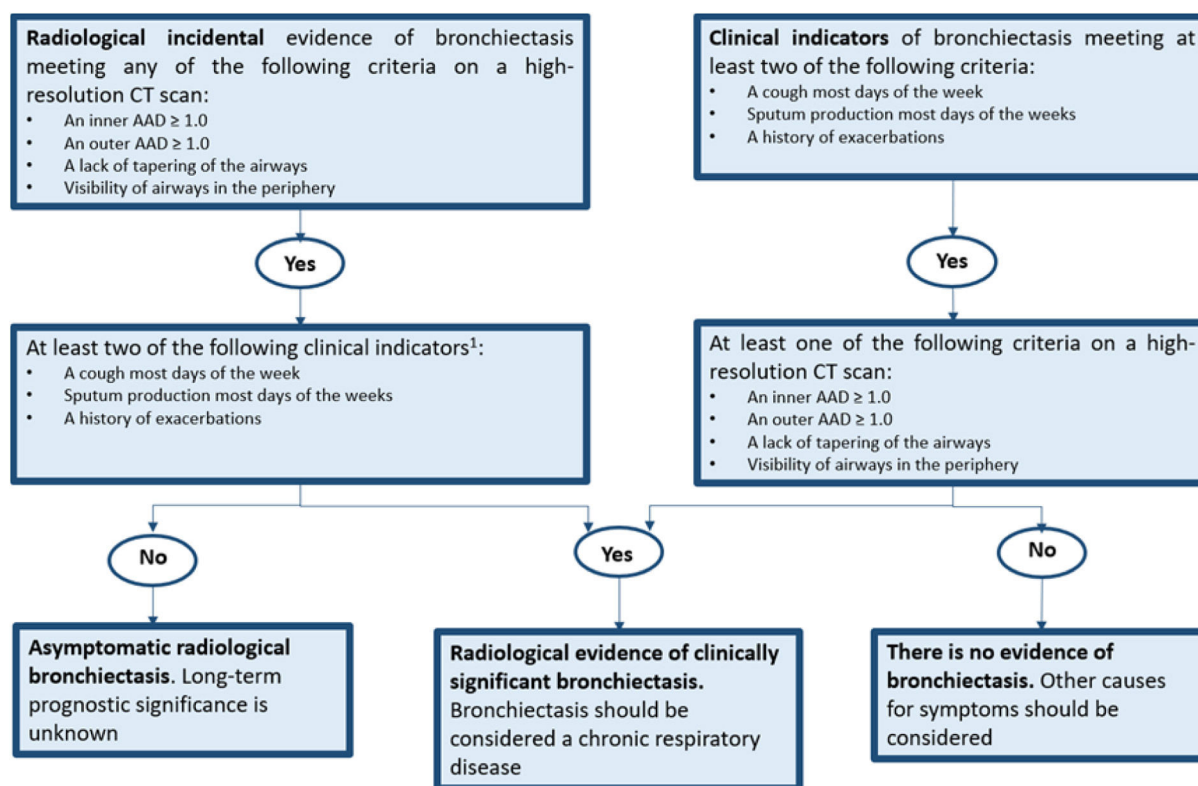 Radiological incidental evidence of bronchiectasis
meeting any of the following criteria on a high-
resolution CT scan:
• An inner AAD ≥ 1.0
• An outer AAD ≥ 1.0
• A lack of tapering of the airways
• Visibility of airways in the periphery
Clinical indicators of bronchiectasis meeting at
least two of the following criteria:
• A cough most days of the week
• Sputum production most days of the weeks
• A history of exacerbations
Yes
Yes
At least two of the following clinical indicators¹:
• A cough most days of the week
• Sputum production most days of the weeks
• A history of exacerbations
At least one of the following criteria on a high-
resolution CT scan:
• An inner AAD ≥ 1.0
• An outer AAD ≥ 1.0
• A lack of tapering of the airways
• Visibility of airways in the periphery
No
Yes
No
Asymptomatic radiological
bronchiectasis. Long-term
prognostic significance is
unknown
Radiological evidence of clinically
significant bronchiectasis.
Bronchiectasis should be
considered a chronic respiratory
disease
There is no evidence of
bronchiectasis. Other causes
for symptoms should be
considered